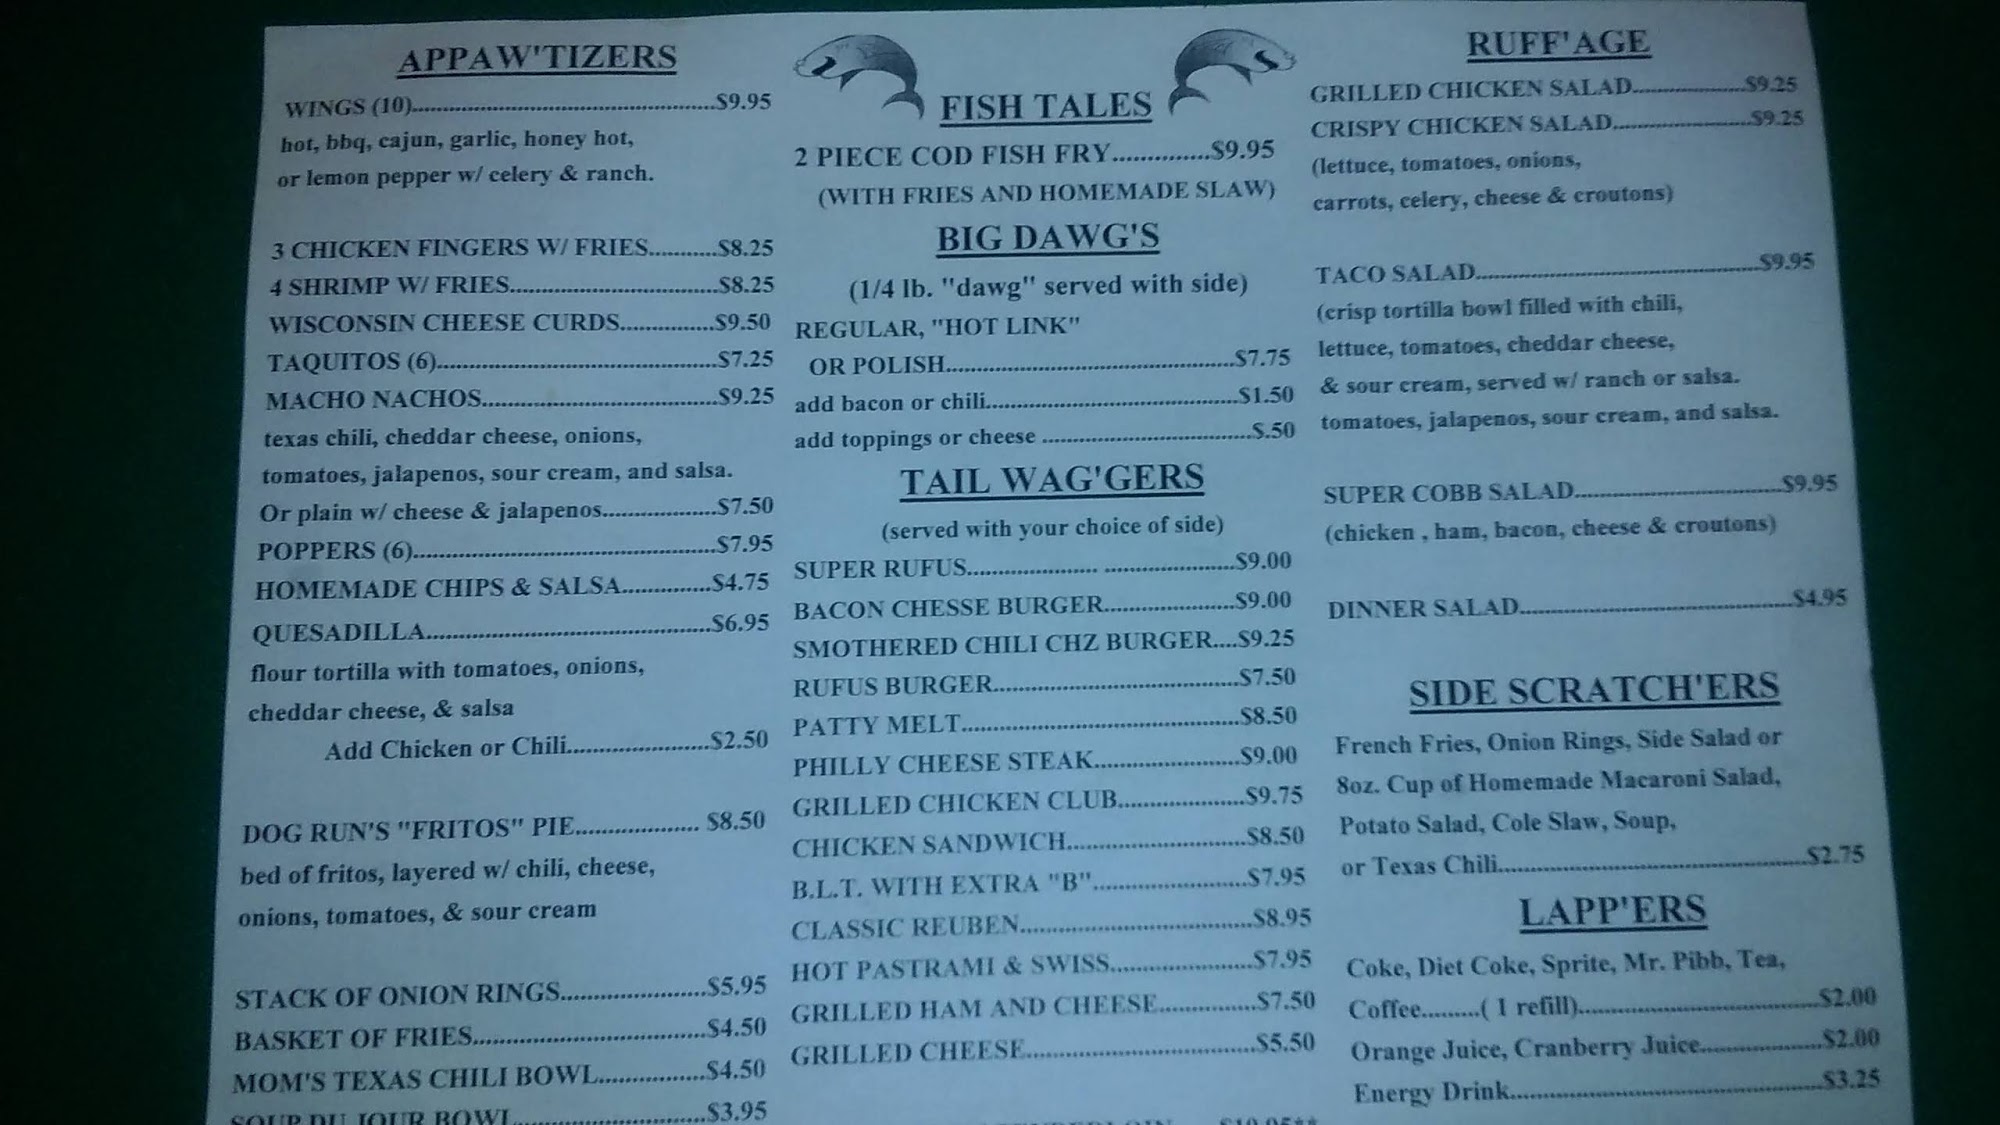 APPAW'TIZERS
WINGS (10)..........$9.95
hot, bbq, cajun, garlic, honey hot,
or lemon pepper w/ celery & ranch.
3 CHICKEN FINGERS W/ FRIES..........$8.25
4 SHRIMP W/ FRIES..........$8.25
WISCONSIN CHEESE CURDS..........$9.50
TAQUITOS (6)..........$7.25
MACHO NACHOS..........$9.25
texas chili, cheddar cheese, onions,
tomatoes, jalapenos, sour cream, and salsa.
Or plain w/ cheese & jalapenos..........$7.50
POPPERS (6)..........$7.95
HOMEMADE CHIPS & SALSA..........$4.75
QUESADILLA..........$6.95
flour tortilla with tomatoes, onions,
cheddar cheese, & salsa
Add Chicken or Chili..........$2.50
DOG RUN'S "FRITOS" PIE.......... $8.50
bed of fritos, layered w/ chili, cheese,
onions, tomatoes, & sour cream
STACK OF ONION RINGS..........$5.95
BASKET OF FRIES..........$4.50
MOM'S TEXAS CHILI BOWL..........$4.50
SOUP DU JOUR BOWL..........$3.95
FISH TALES
2 PIECE COD FISH FRY..........$9.95
(WITH FRIES AND HOMEMADE SLAW)
BIG DAWG'S
(1/4 lb. "dawg" served with side)
REGULAR, "HOT LINK"
OR POLISH..........$7.75
add bacon or chili..........$1.50
add toppings or cheese ..........$.50
TAIL WAG'GERS
(served with your choice of side)
SUPER RUFUS.......... ..........$9.00
BACON CHESSE BURGER..........$9.00
SMOTHERED CHILI CHZ BURGER....$9.25
RUFUS BURGER..........$7.50
PATTY MELT..........$8.50
PHILLY CHEESE STEAK..........$9.00
GRILLED CHICKEN CLUB..........$9.75
CHICKEN SANDWICH..........$8.50
B.L.T. WITH EXTRA "B"..........$7.95
CLASSIC REUBEN..........$8.95
HOT PASTRAMI & SWISS..........$7.95
GRILLED HAM AND CHEESE..........$7.50
GRILLED CHEESE..........$5.50
RUFF'AGE
GRILLED CHICKEN SALAD..........$9.25
CRISPY CHICKEN SALAD..........$9.25
(lettuce, tomatoes, onions,
carrots, celery, cheese & croutons)
TACO SALAD..........$9.95
(crisp tortilla bowl filled with chili,
lettuce, tomatoes, cheddar cheese,
& sour cream, served w/ ranch or salsa.
tomatoes, jalapenos, sour cream, and salsa.
SUPER COBB SALAD..........$9.95
(chicken , ham, bacon, cheese & croutons)
DINNER SALAD..........$4.95
SIDE SCRATCH'ERS
French Fries, Onion Rings, Side Salad or
8oz. Cup of Homemade Macaroni Salad,
Potato Salad, Cole Slaw, Soup,
or Texas Chili..........$2.75
LAPP'ERS
Coke, Diet Coke, Sprite, Mr. Pibb, Tea,
Coffee.........( 1 refill)..........$2.00
Orange Juice, Cranberry Juice..........$2.00
Energy Drink..........$3.25